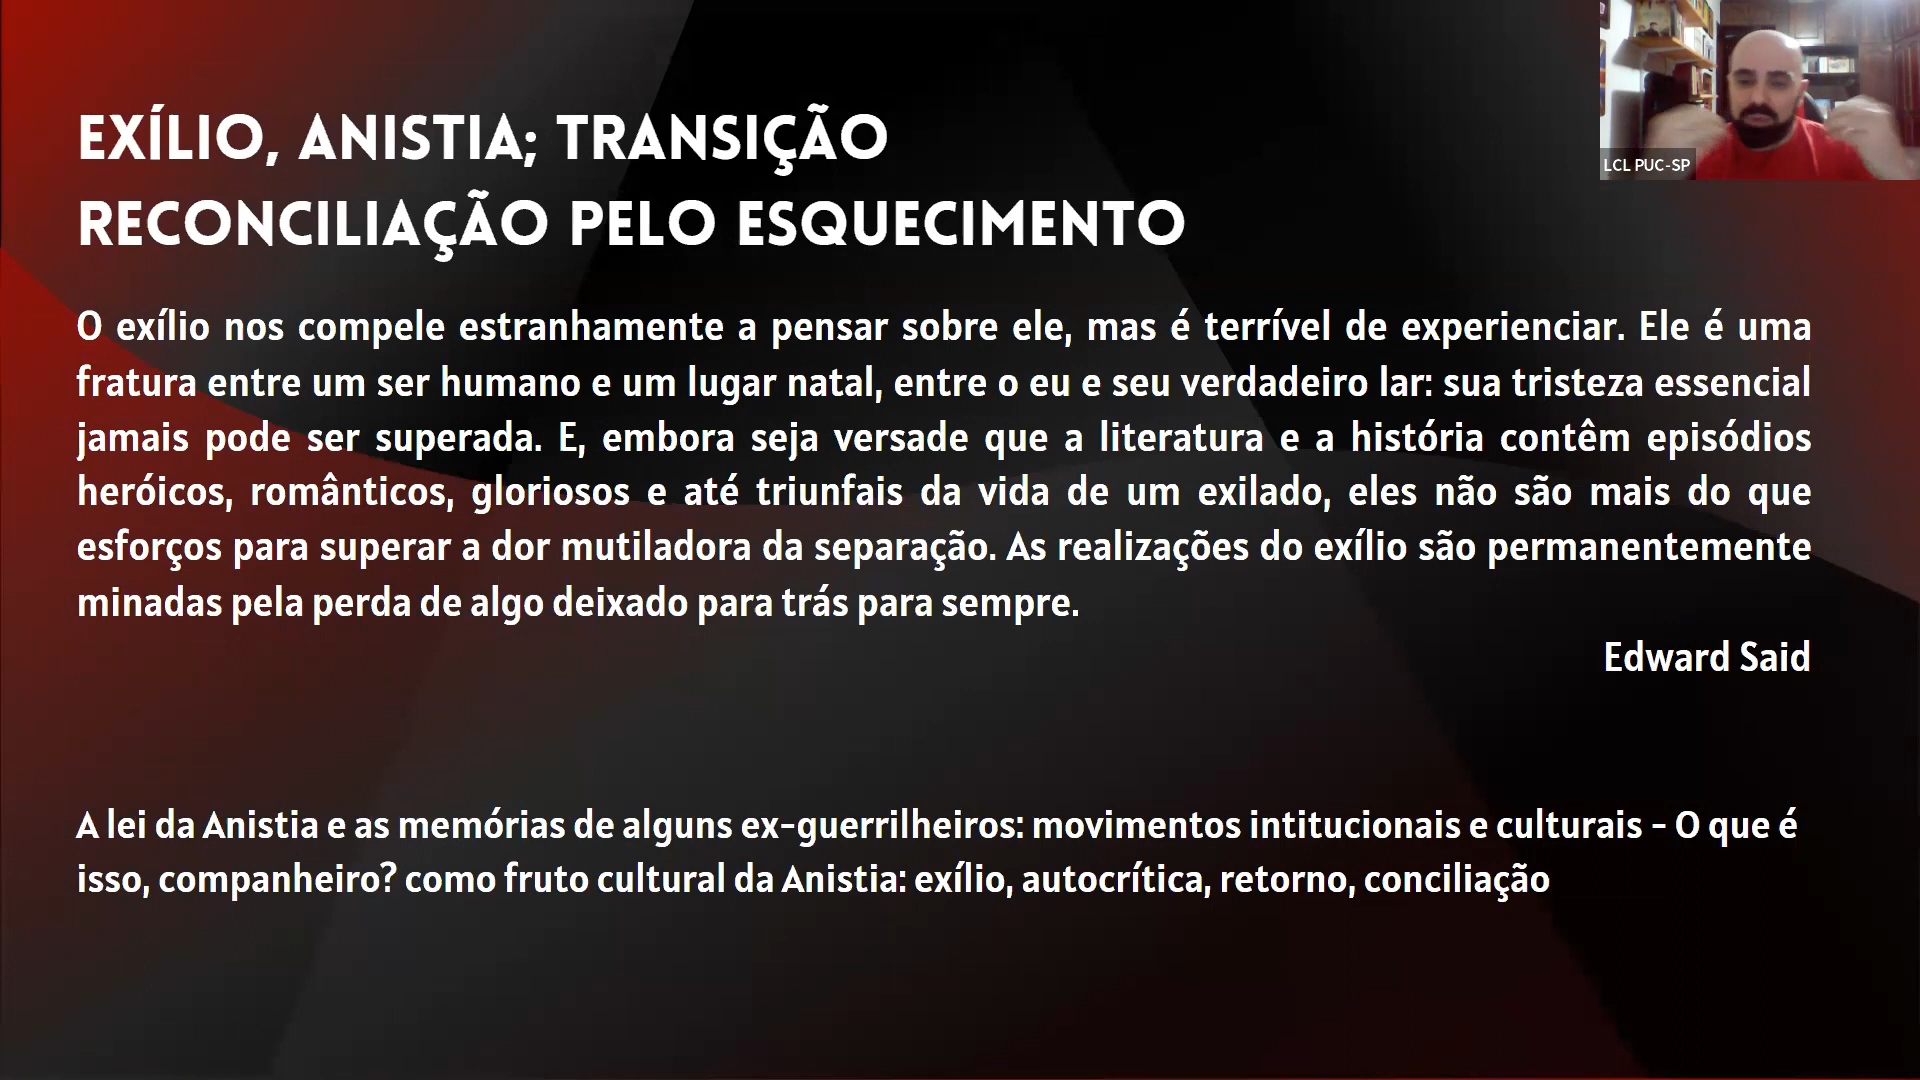 EXÍLIO, ANISTIA; TRANSIÇÃO
RECONCILIAÇÃO PELO ESQUECIMENTO
LCL PUC-SP
O exílio nos compele estranhamente a pensar sobre ele, mas é terrível de experienciar. Ele é uma
fratura entre um ser humano e um lugar natal, entre o eu e seu verdadeiro lar: sua tristeza essencial
jamais pode ser superada. E, embora seja versade que a literatura e a história contêm episódios
heróicos, românticos, gloriosos e até triunfais da vida de um exilado, eles não são mais do que
esforços para superar a dor mutiladora da separação. As realizações do exílio são permanentemente
minadas pela perda de algo deixado para trás para sempre.
Edward Said
A lei da Anistia e as memórias de alguns ex-guerrilheiros: movimentos intitucionais e culturais - O que é
isso, companheiro? como fruto cultural da Anistia: exílio, autocrítica, retorno, conciliação